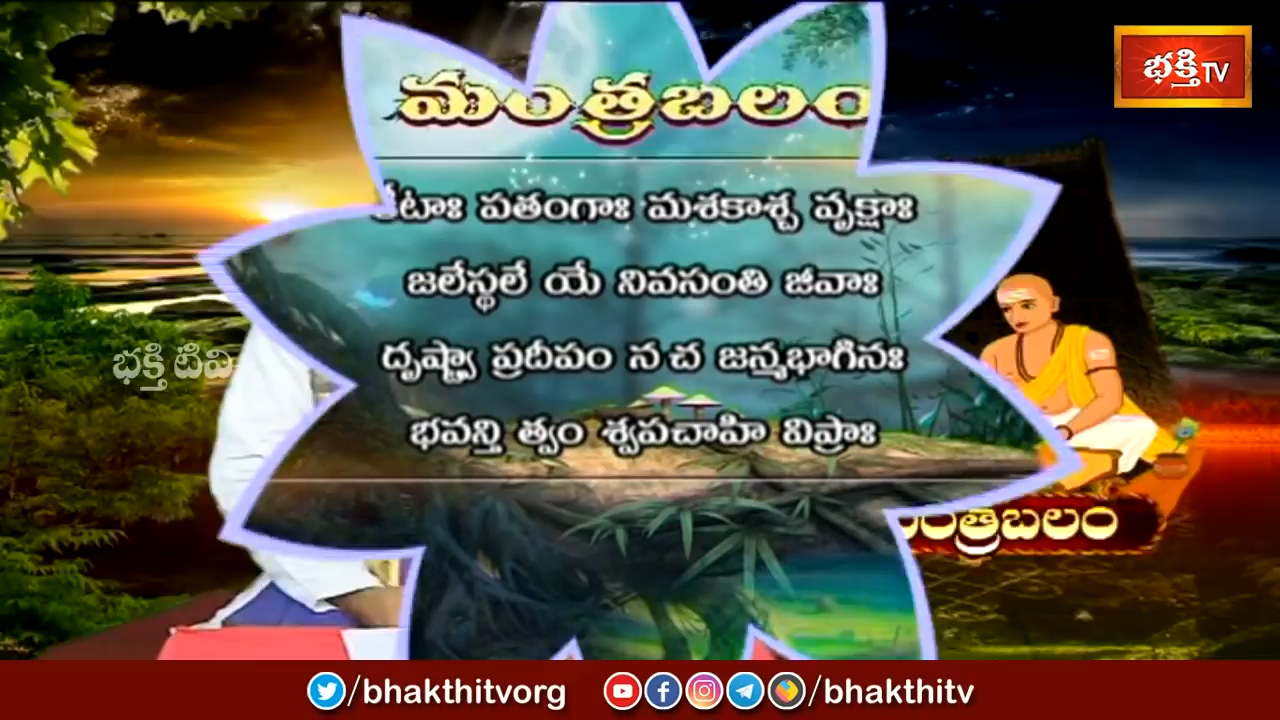 భక్తి TV
మంత్రబలం
కీటాః పతంగాః మశకాశ్చ వృక్షాః
జలేస్థలే యే నివసంతి జీవాః
భక్తి టివి
దృష్ట్వా ప్రదీపం న చ జన్మభాగినః
భవన్తి త్వం శ్వపచాహి విప్రాః
మంత్రబలం
/bhakthitvorg /bhakthitv